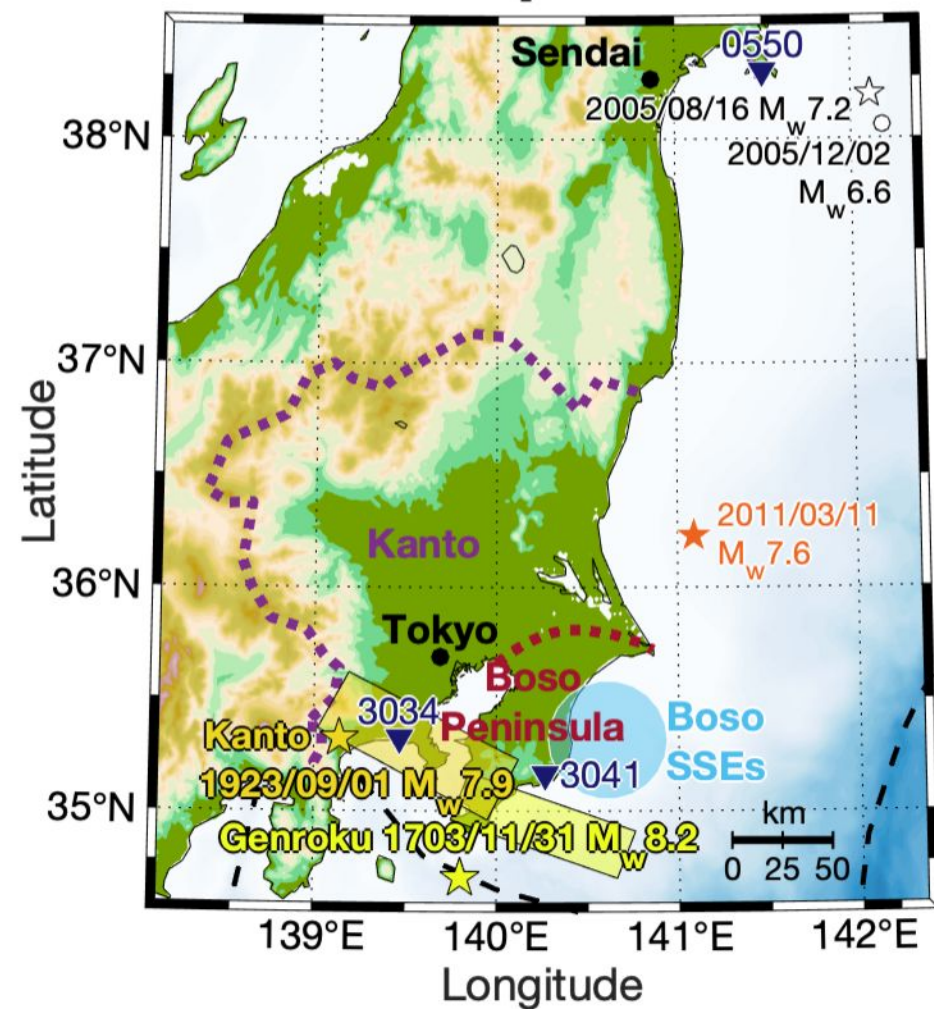 Sendai
0550
2005/08/16 Mw7.2
38°N
2005/12/02
Mw6.6
37°N
Latitude
2011/03/11
Mw7.6
Kanto
36°N
Tokyo
Boso
Peninsula
3034
Boso
SSEs
Kanto
3041
1923/09/01 Mw7.9
35°N
km
Genroku 1703/11/31 Mw8.2
0 25 50
139°E 140°E 141°E 142°E
Longitude